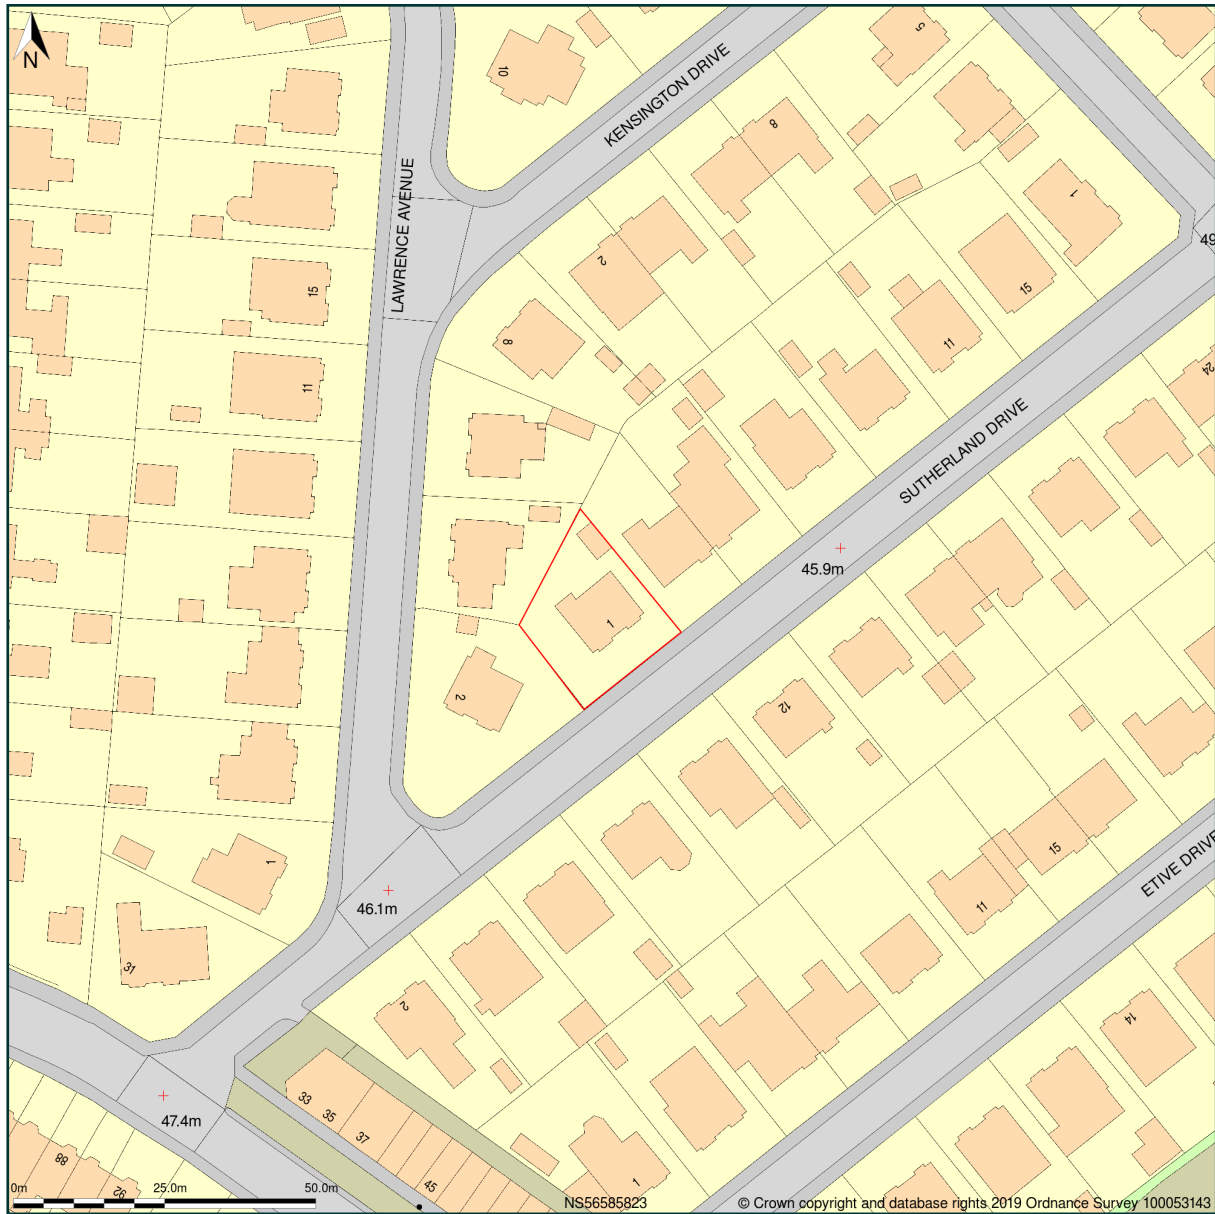 N
10
KENSINGTON DRIVE
5
8
LAWRENCE AVENUE
2
1
49
15
15
8
11
11
24
SUTHERLAND DRIVE
45.9m
1
2
12
1
15
ETIVE DRIVE
46.1m
11
31
2
14
33
35
37
47.4m
88
92
45
1
0m
25.0m
50.0m
NS56585823
© Crown copyright and database rights 2019 Ordnance Survey 100053143